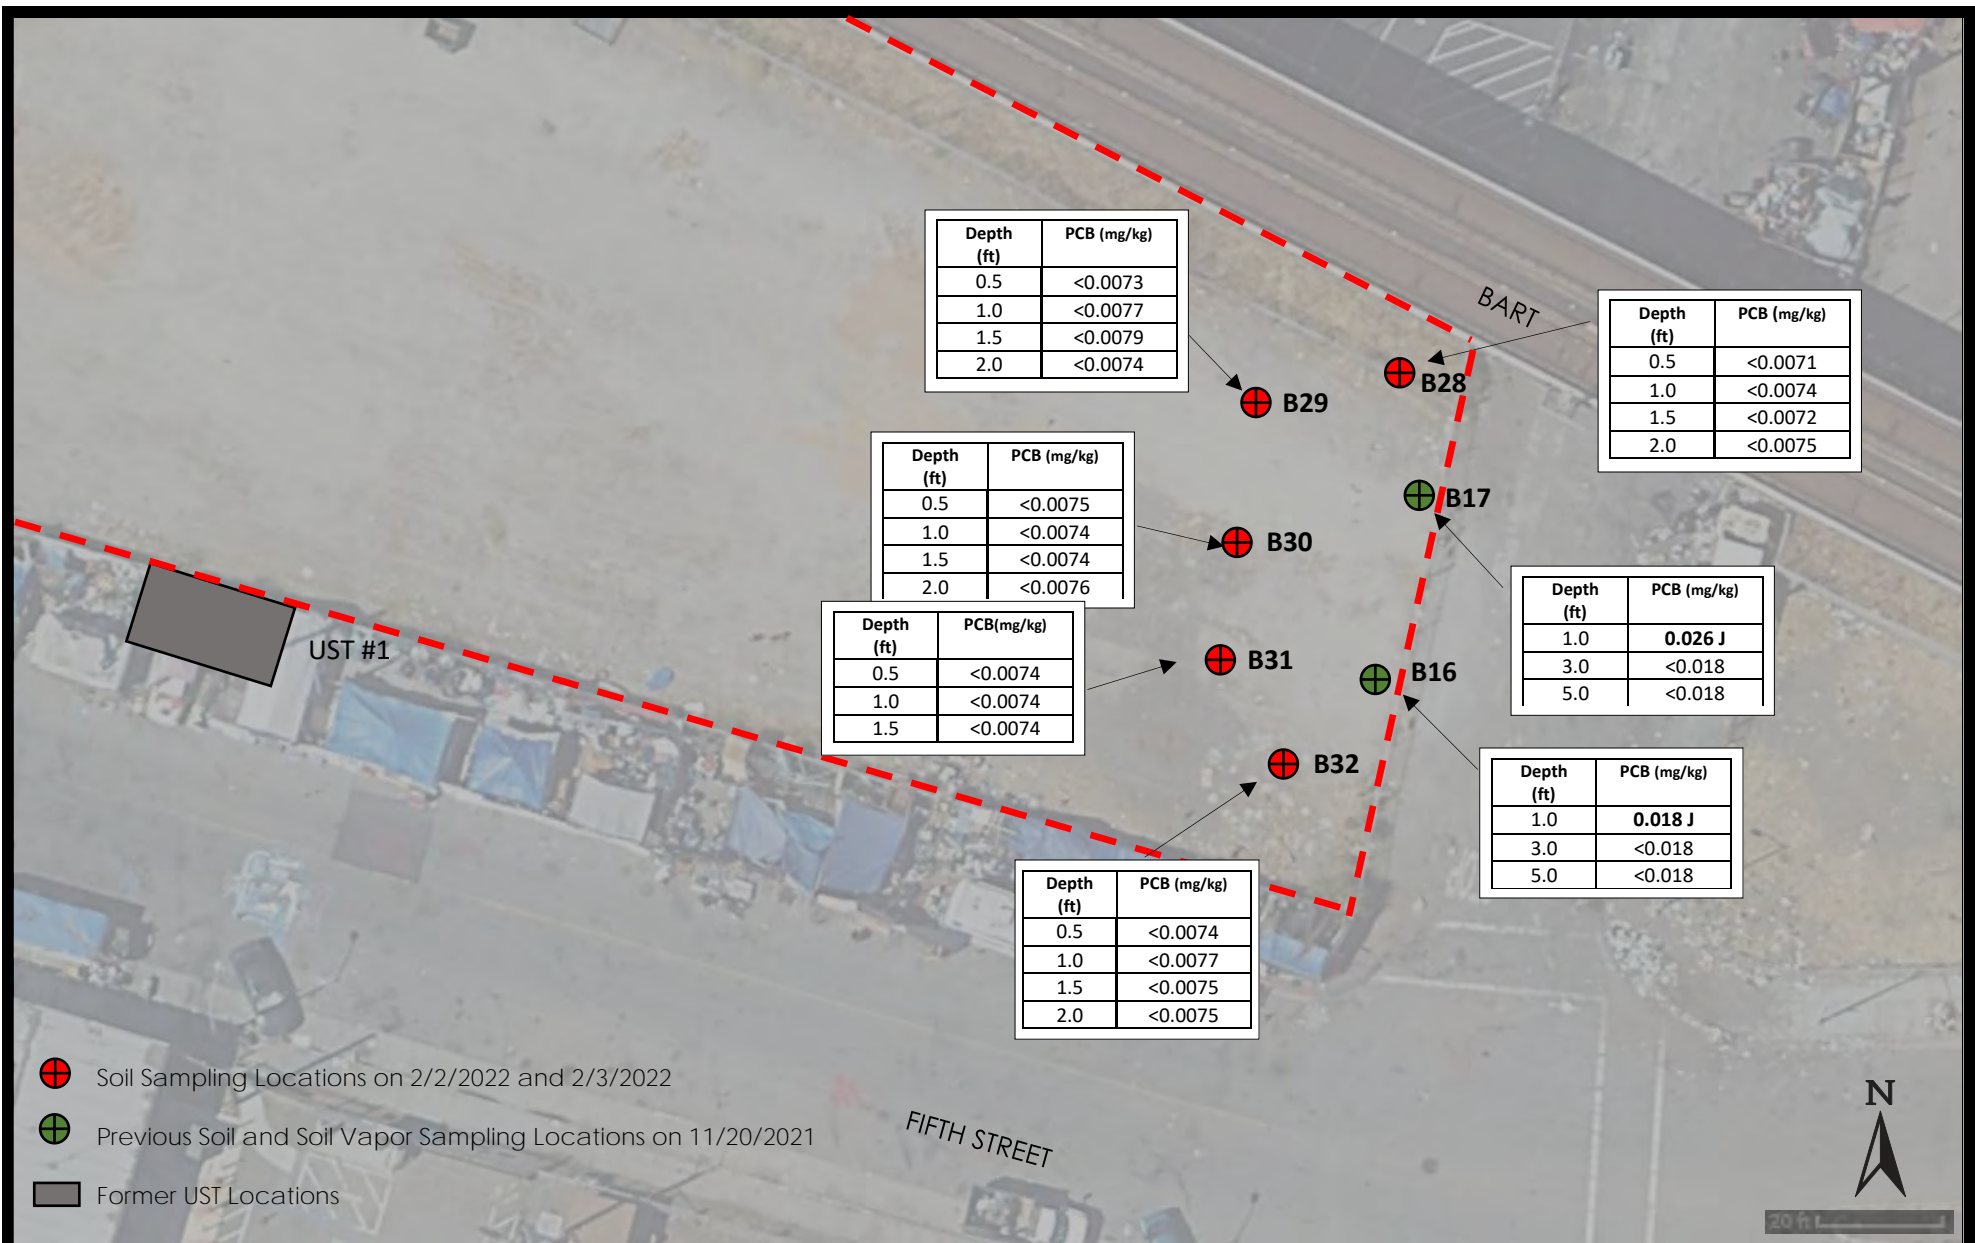 Depth PCB (mg/kg)
(ft)
0.5 <0.0073
1.0 <0.0077
1.5 <0.0079
2.0 <0.0074
BART
Depth PCB (mg/kg)
(ft)
0.5 <0.0071
1.0 <0.0074
1.5 <0.0072
2.0 <0.0075
B28
B29
Depth PCB (mg/kg)
(ft)
0.5 <0.0075
1.0 <0.0074
1.5 <0.0074
2.0 <0.0076
B17
B30
Depth PCB (mg/kg)
(ft)
1.0 0.026 J
3.0 <0.018
5.0 <0.018
UST #1
Depth PCB(mg/kg)
(ft)
0.5 <0.0074
1.0 <0.0074
1.5 <0.0074
B31
B16
B32
Depth PCB (mg/kg)
(ft)
1.0 0.018 J
3.0 <0.018
5.0 <0.018
Depth PCB (mg/kg)
(ft)
0.5 <0.0074
1.0 <0.0077
1.5 <0.0075
2.0 <0.0075
Soil Sampling Locations on 2/2/2022 and 2/3/2022
Previous Soil and Soil Vapor Sampling Locations on 11/20/2021
Former UST Locations
FIFTH STREET
N
20 ft